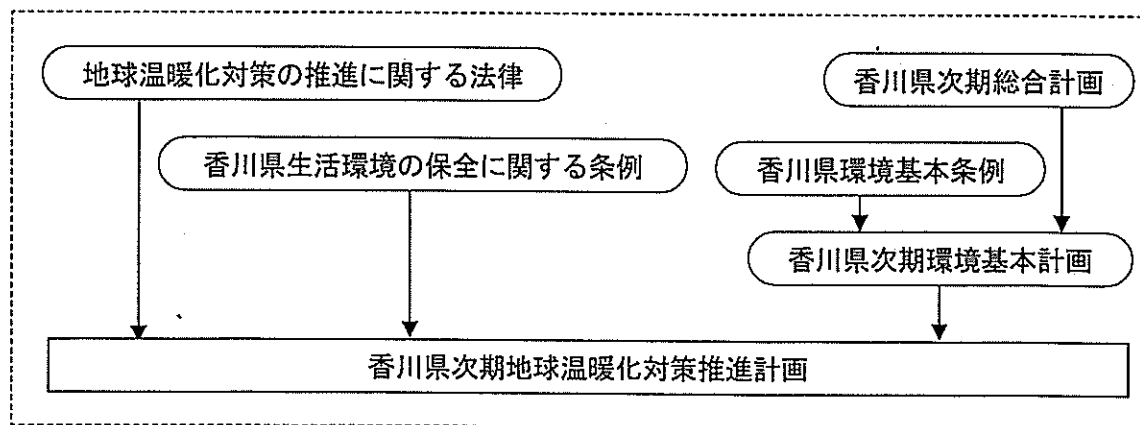 地球温暖化対策の推進に関する法律
香川県次期総合計画
香川県生活環境の保全に関する条例
香川県環境基本条例
香川県次期環境基本計画
香川県次期地球温暖化対策推進計画